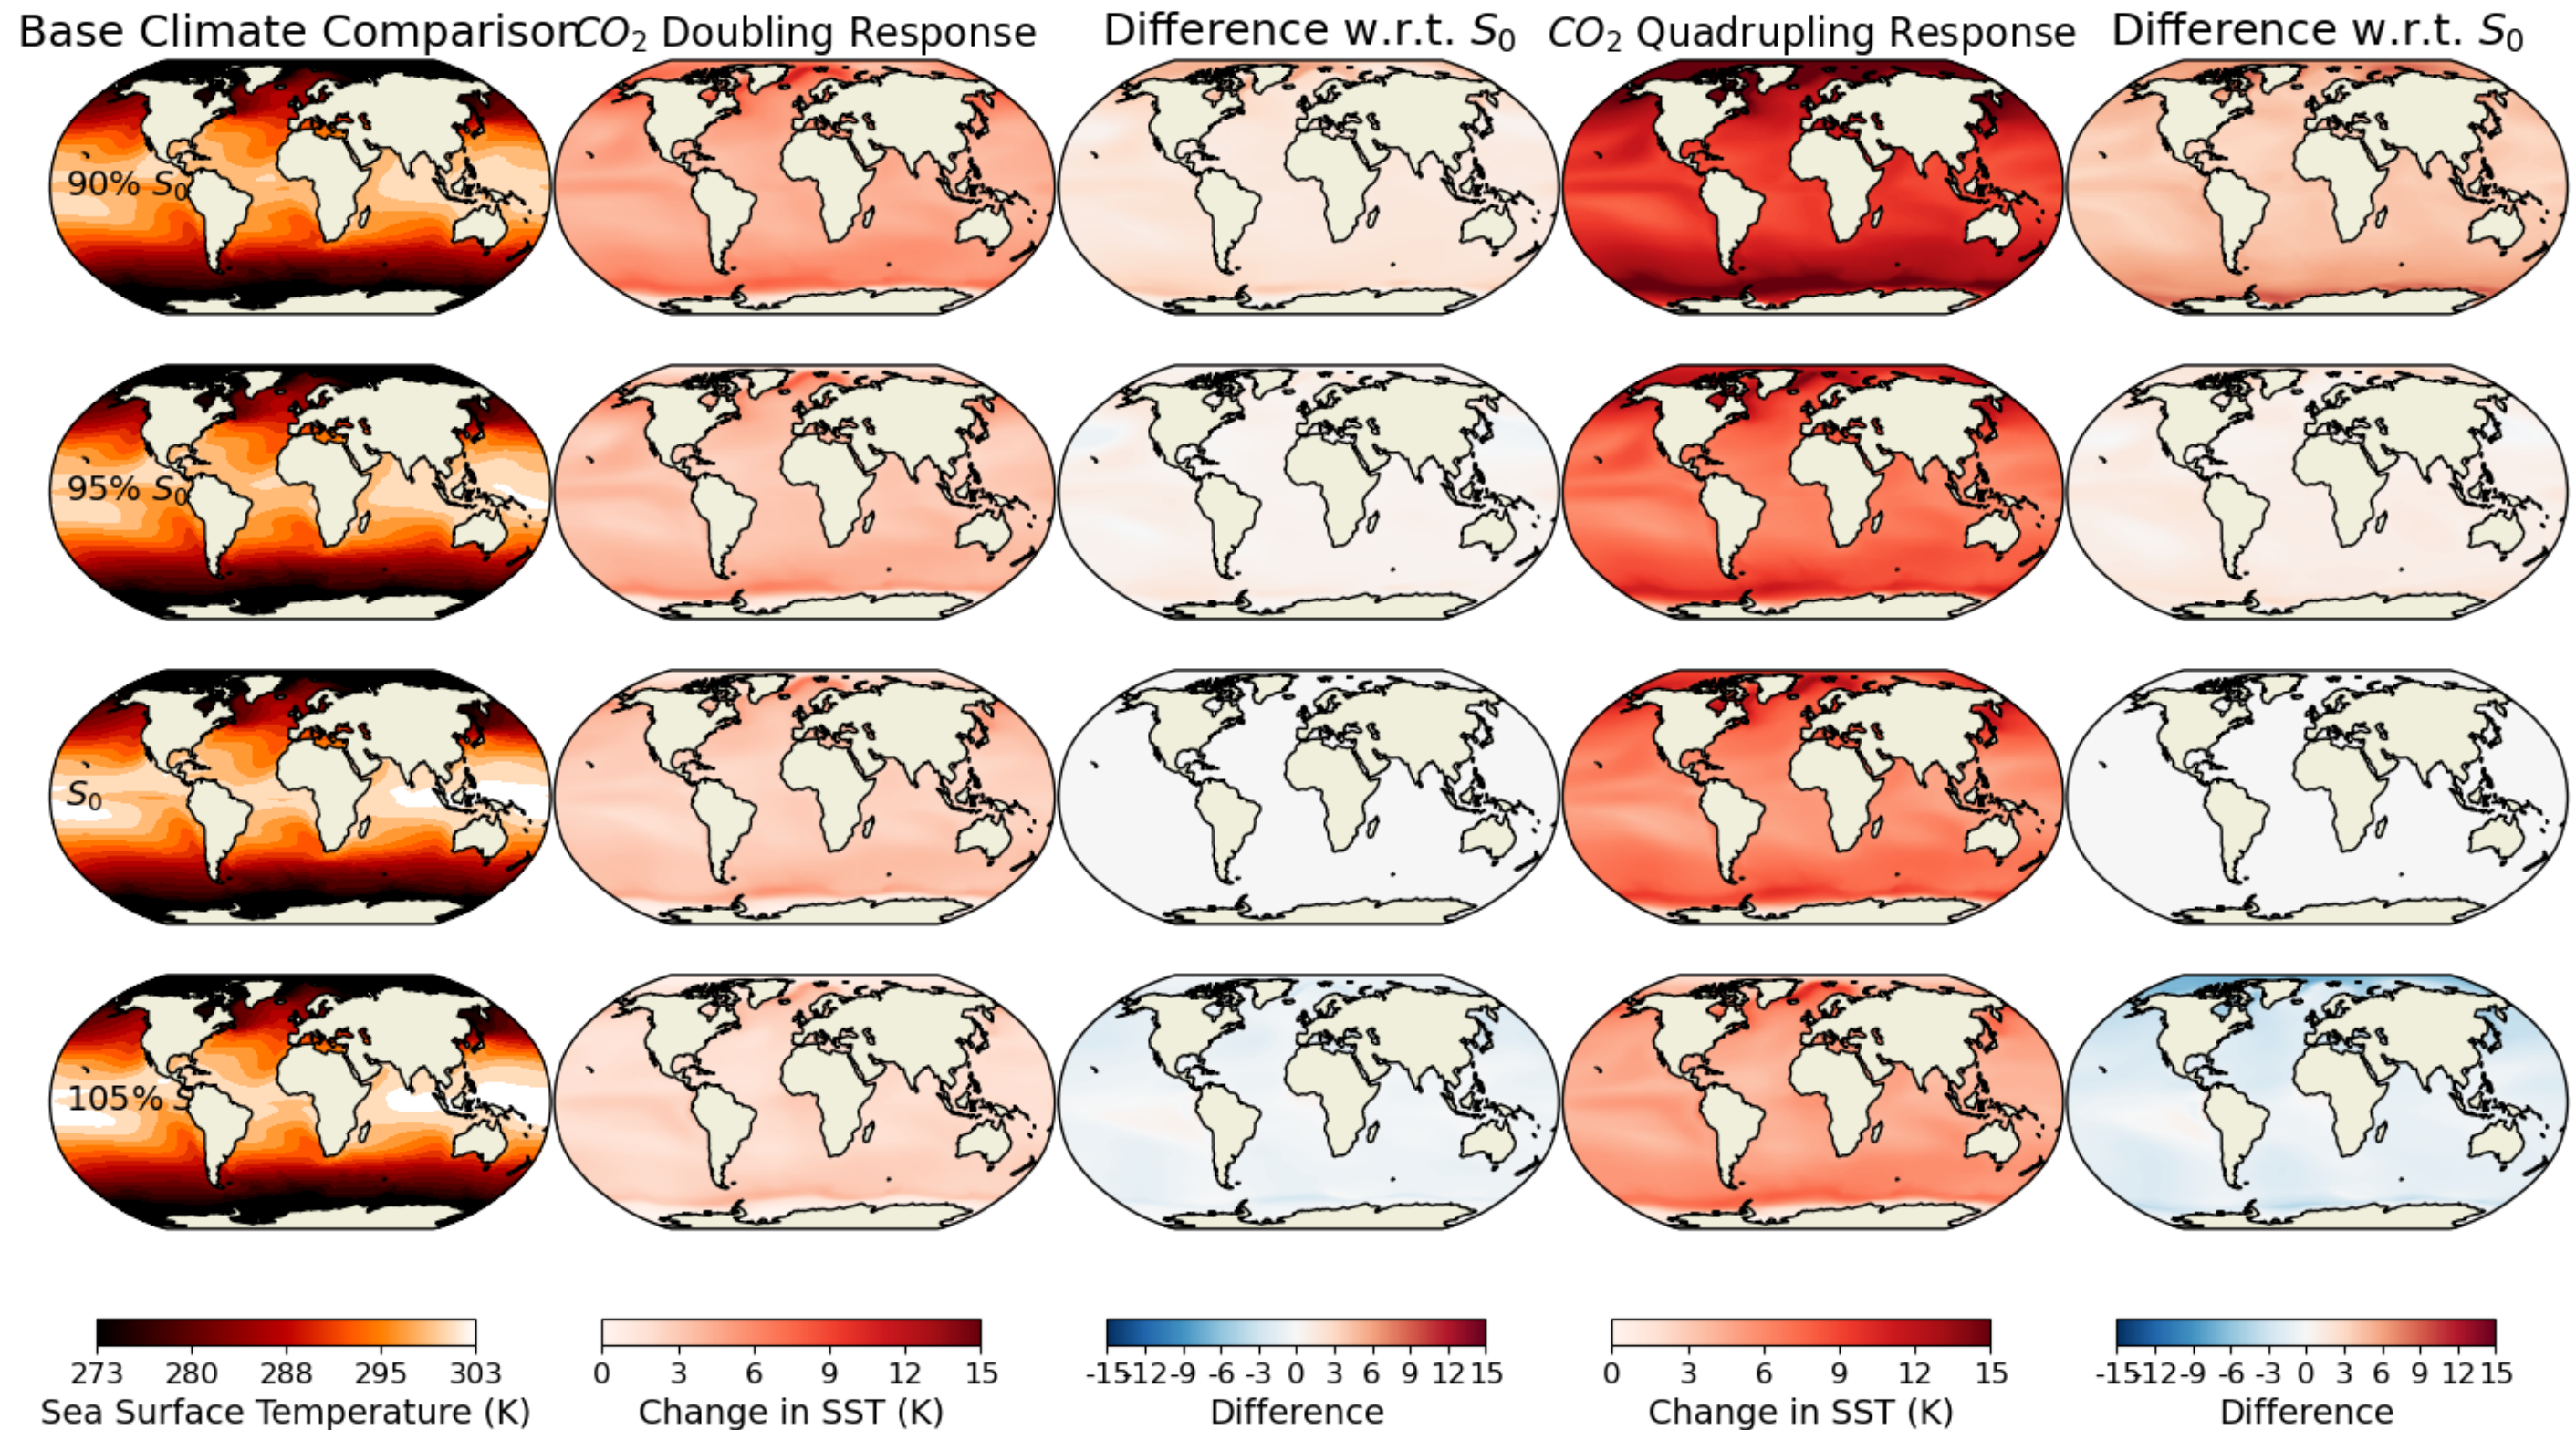 Base Climate Comparison
CO₂ Doubling Response
Difference w.r.t. S₀
CO₂ Quadrupling Response
Difference w.r.t. S₀
90% S₀
95% S₀
S₀
105% S
273 280 288 295 303
Sea Surface Temperature (K)
0 3 6 9 12 15
Change in SST (K)
-15 -12 -9 -6 -3 0 3 6 9 12 15
Difference
0 3 6 9 12 15
Change in SST (K)
-15 -12 -9 -6 -3 0 3 6 9 12 15
Difference